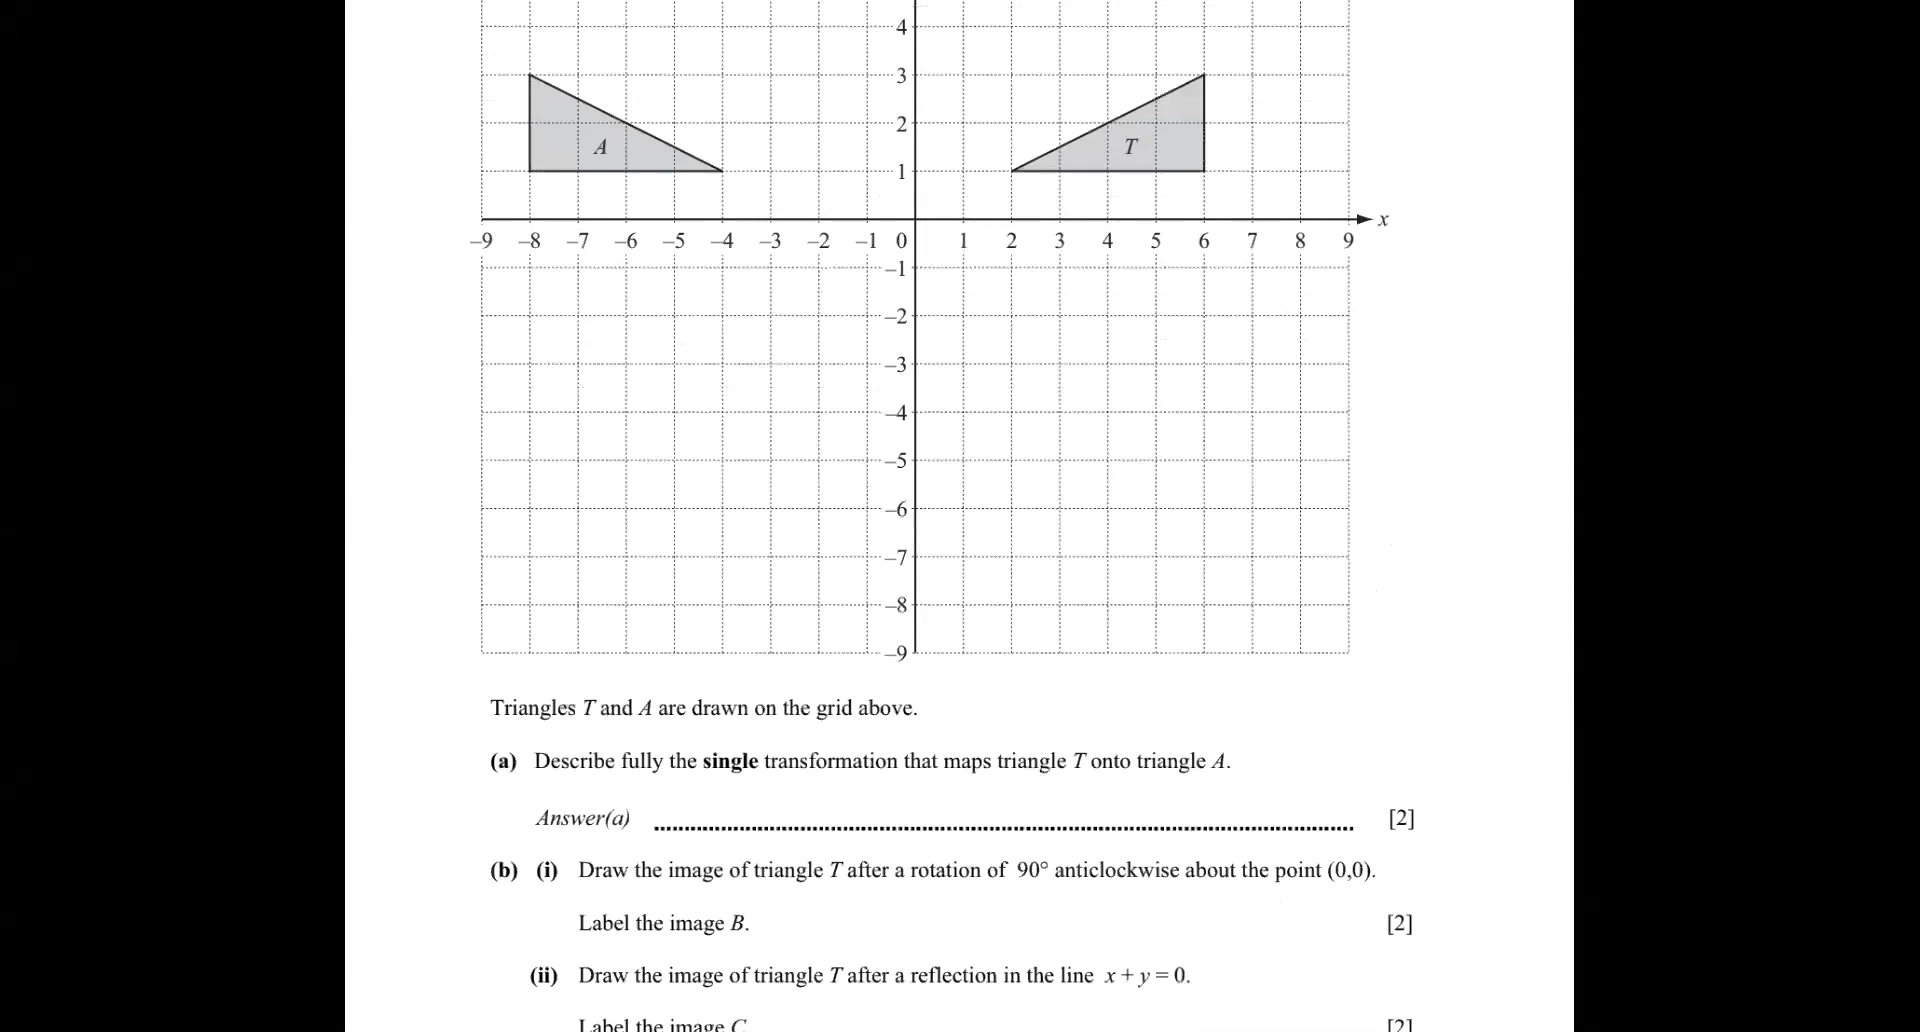 4
3
A
2
T
1
x
–9 –8 –7 –6 –5 –4 –3 –2 –1 0 1 2 3 4 5 6 7 8 9
–1
–2
–3
–4
–5
–6
–7
–8
–9
Triangles T and A are drawn on the grid above.
(a) Describe fully the single transformation that maps triangle T onto triangle A.
Answer(a) ........................................................................ [2]
(b) (i) Draw the image of triangle T after a rotation of 90° anticlockwise about the point (0,0).
Label the image B. [2]
(ii) Draw the image of triangle T after a reflection in the line x + y = 0.
Label the image C. [2]